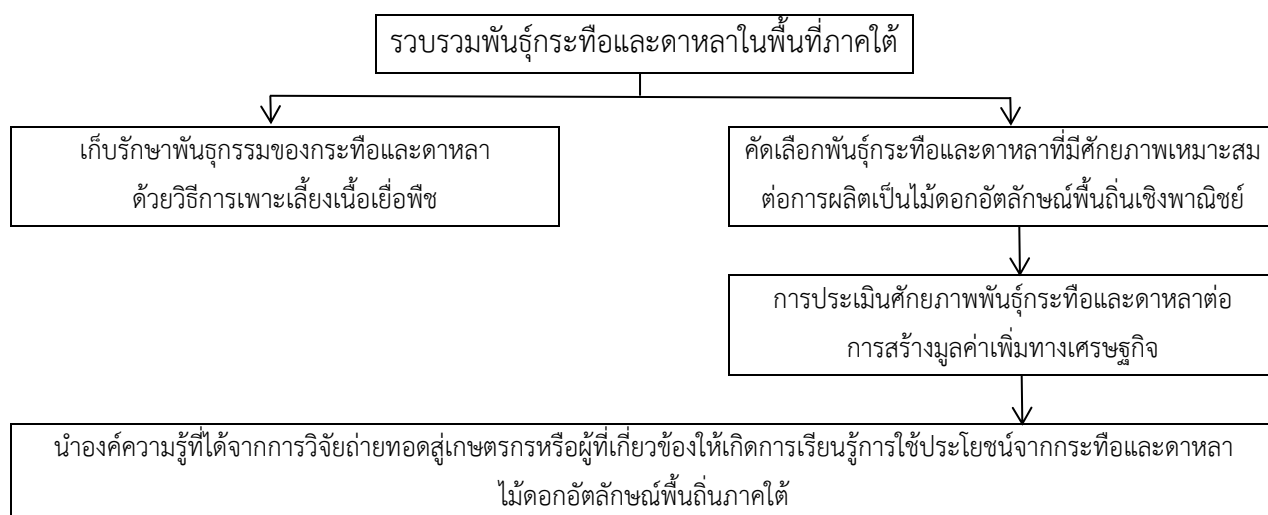 รวบรวมพันธุ์กระทือและดาหลาในพื้นที่ภาคใต้
เก็บรักษาพันธุกรรมของกระทือและดาหลา
ด้วยวิธีการเพาะเลี้ยงเนื้อเยื่อพืช
คัดเลือกพันธุ์กระทือและดาหลาที่มีศักยภาพเหมาะสม
ต่อการผลิตเป็นไม้ดอกอัตลักษณ์พื้นถิ่นเชิงพาณิชย์
การประเมินศักยภาพพันธุ์กระทือและดาหลาต่อ
การสร้างมูลค่าเพิ่มทางเศรษฐกิจ
นำองค์ความรู้ที่ได้จากการวิจัยถ่ายทอดสู่เกษตรกรหรือผู้ที่เกี่ยวข้องให้เกิดการเรียนรู้การใช้ประโยชน์จากกระทือและดาหลา
ไม้ดอกอัตลักษณ์พื้นถิ่นภาคใต้